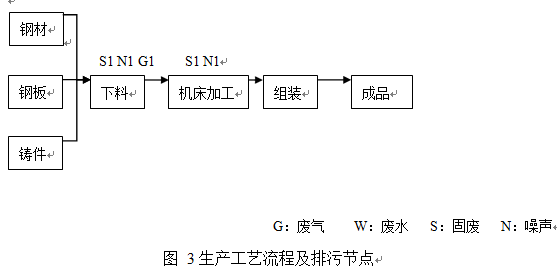 钢材
S1 N1 G1 S1 N1
钢板 下料 机床加工 组装 成品
铸件
G：废气 W：废水 S：固废 N：噪声
图 3生产工艺流程及排污节点